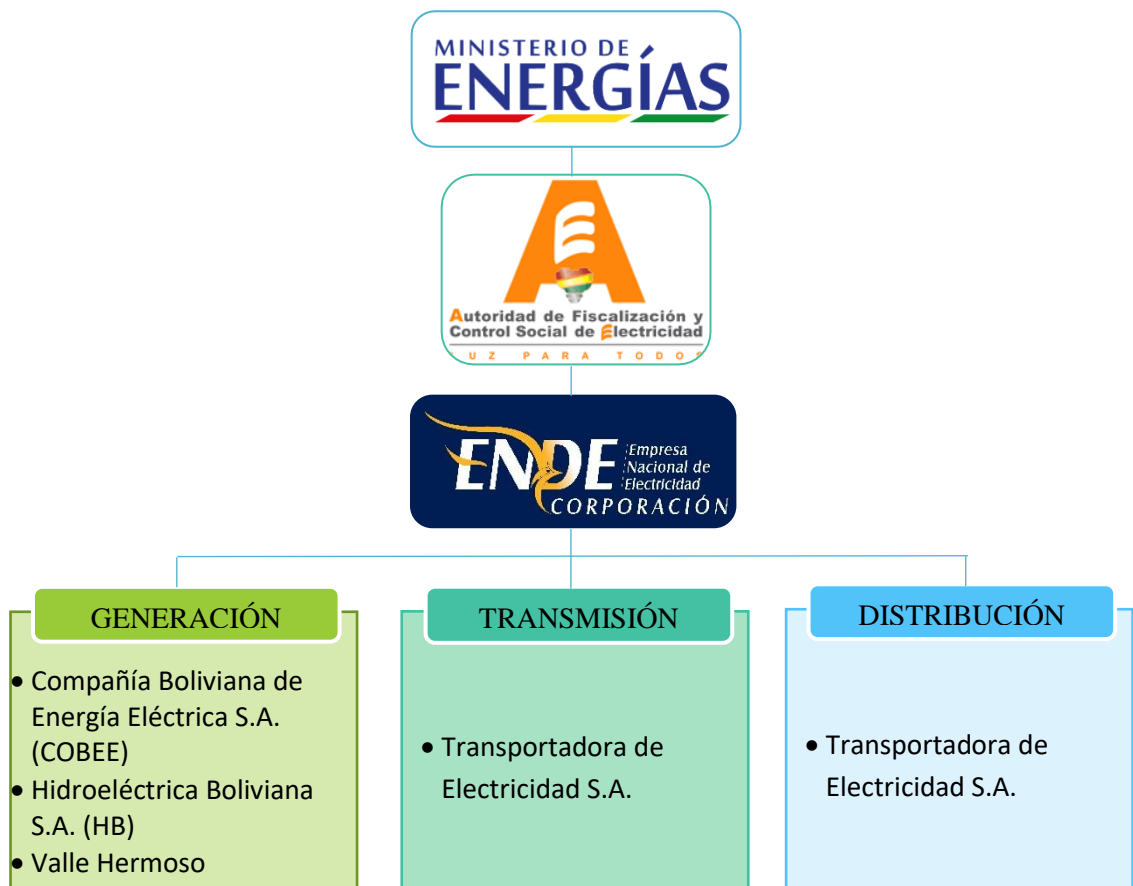 MINISTERIO DE
ENERGÍAS
Autoridad de Fiscalización y
Control Social de Electricidad
LUZ PARA TODOS
ENDE
Empresa
Nacional de
Electricidad
CORPORACIÓN
GENERACIÓN
TRANSMISIÓN
DISTRIBUCIÓN
• Compañía Boliviana de
Energía Eléctrica S.A.
(COBEE)
• Hidroeléctrica Boliviana
S.A. (HB)
• Valle Hermoso
• Transportadora de
Electricidad S.A.
• Transportadora de
Electricidad S.A.